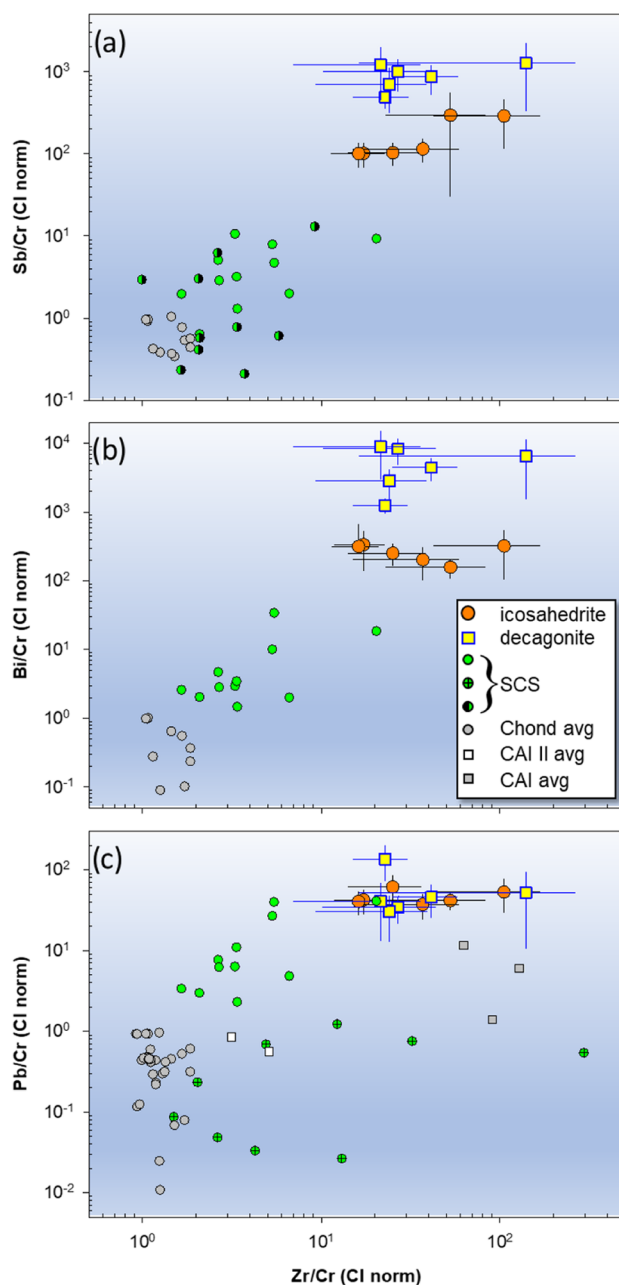 (a)
10³
10²
10¹
10⁰
10⁻¹
Sb/Cr (CI norm)
(b)
10⁴
10³
10²
10¹
10⁰
10⁻¹
Bi/Cr (CI norm)
icosahedrite
decagonite
SCS
Chond avg
CAI II avg
CAI avg
(c)
10²
10¹
10⁰
10⁻¹
10⁻²
Pb/Cr (CI norm)
10⁰ 10¹ 10²
Zr/Cr (CI norm)